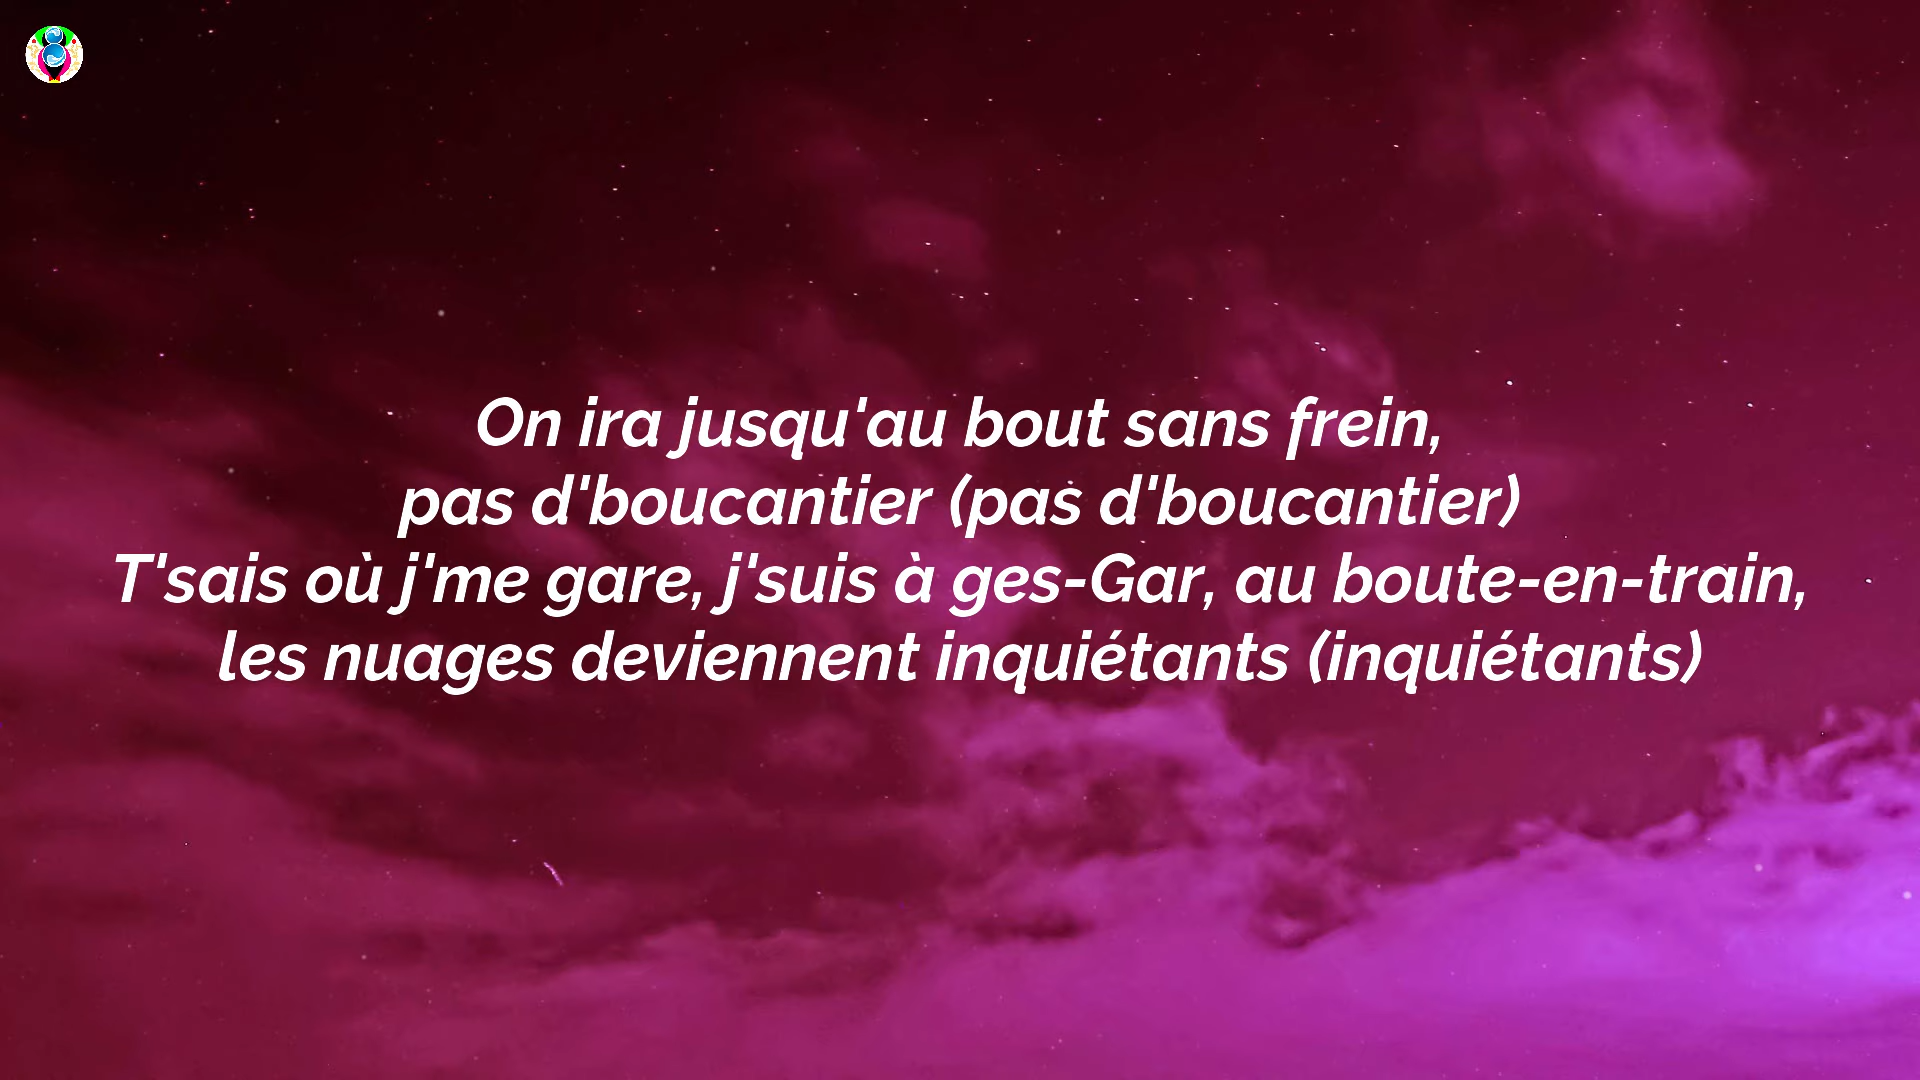 On ira jusqu'au bout sans frein,
pas d'boucantier (pas d'boucantier)
T'sais où j'me gare, j'suis à ges-Gar, au boute-en-train,
les nuages deviennent inquiétants (inquiétants)